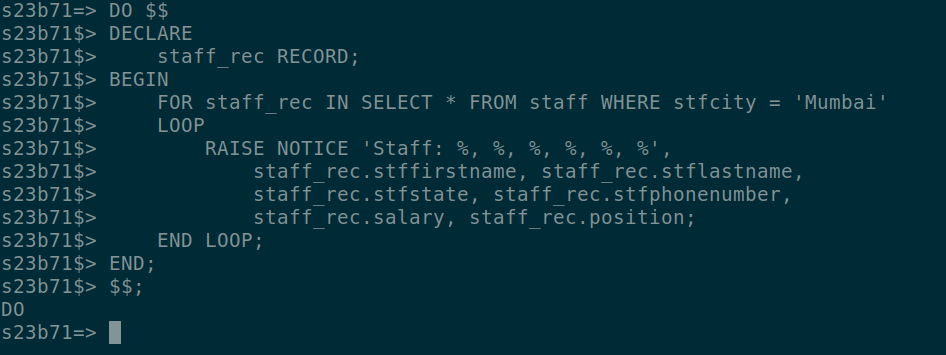 s23b71=> DO $$
s23b71$> DECLARE
s23b71$>     staff_rec RECORD;
s23b71$> BEGIN
s23b71$>     FOR staff_rec IN SELECT * FROM staff WHERE stfcity = 'Mumbai'
s23b71$>     LOOP
s23b71$>         RAISE NOTICE 'Staff: %, %, %, %, %, %',
s23b71$>             staff_rec.stffirstname, staff_rec.stflastname,
s23b71$>             staff_rec.stfstate, staff_rec.stfphonenumber,
s23b71$>             staff_rec.salary, staff_rec.position;
s23b71$>     END LOOP;
s23b71$> END;
s23b71$> $$;
DO
s23b71=>